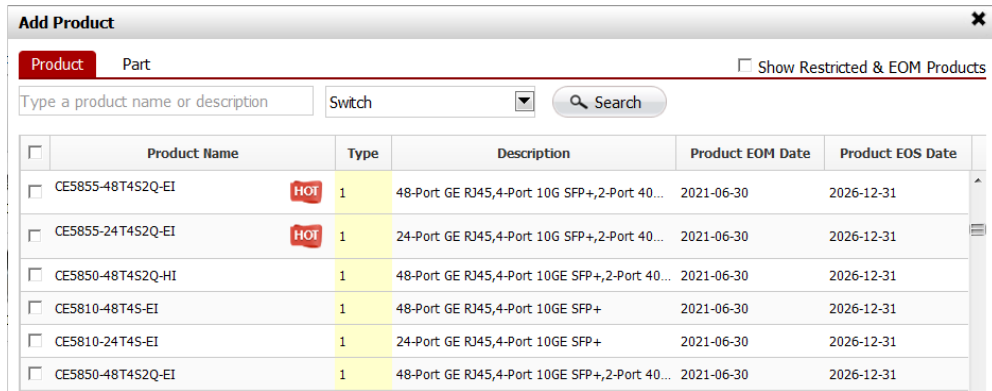 Add Product
Product Part Show Restricted & EOM Products
Type a product name or description Switch Search
Product Name Type Description Product EOM Date Product EOS Date
CE5855-48T4S2Q-EI HOT 1 48-Port GE RJ45,4-Port 10G SFP+,2-Port 40... 2021-06-30 2026-12-31
CE5855-24T4S2Q-EI HOT 1 24-Port GE RJ45,4-Port 10G SFP+,2-Port 40... 2021-06-30 2026-12-31
CE5850-48T4S2Q-HI 1 48-Port GE RJ45,4-Port 10GE SFP+,2-Port 40... 2021-06-30 2026-12-31
CE5810-48T4S-EI 1 48-Port GE RJ45,4-Port 10GE SFP+ 2021-06-30 2026-12-31
CE5810-24T4S-EI 1 24-Port GE RJ45,4-Port 10GE SFP+ 2021-06-30 2026-12-31
CE5850-48T4S2Q-EI 1 48-Port GE RJ45,4-Port 10GE SFP+,2-Port 40... 2021-06-30 2026-12-31